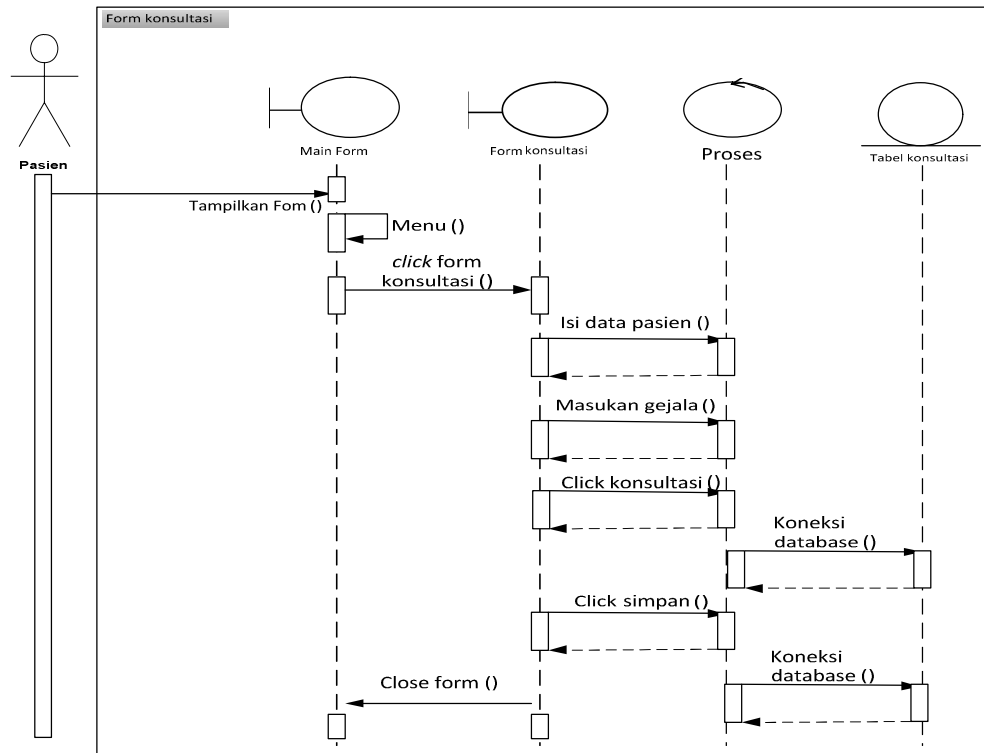 Form konsultasi
Pasien
Main Form
Form konsultasi
Proses
Tabel konsultasi
Tampilkan Fom ()
Menu ()
click form
konsultasi ()
Isi data pasien ()
Masukan gejala ()
Click konsultasi ()
Koneksi
database ()
Click simpan ()
Koneksi
database ()
Close form ()